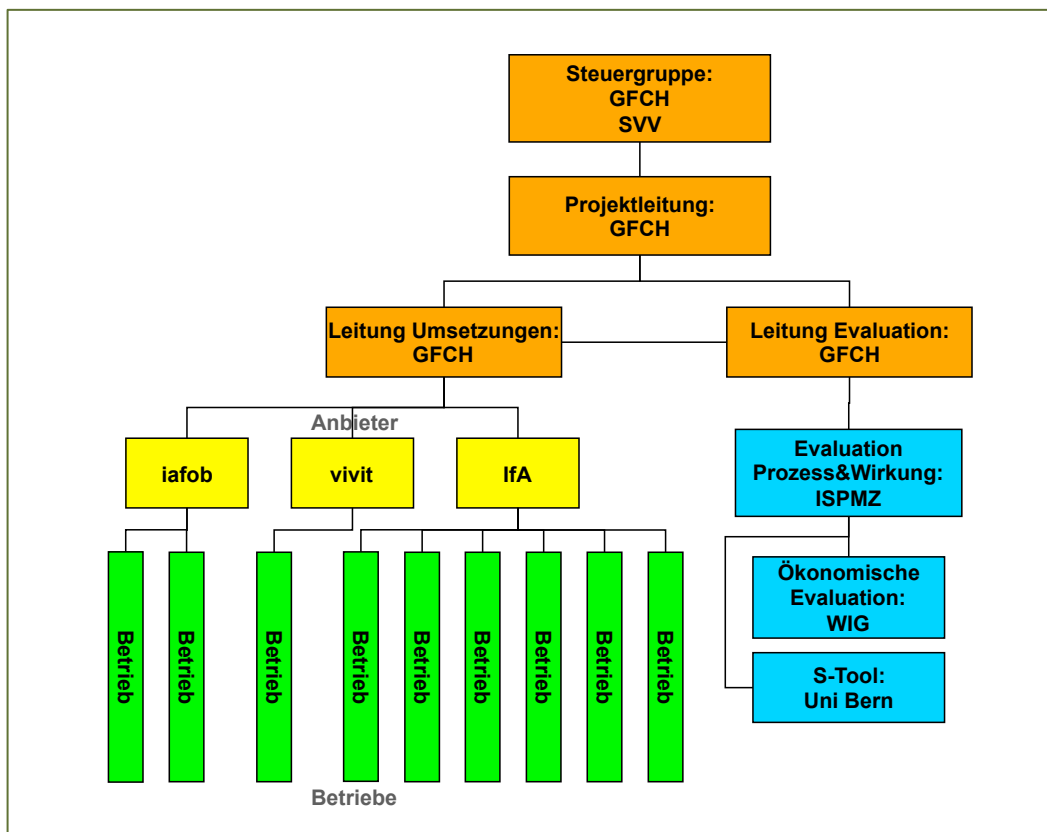 Steuergruppe:
GFCH
SVV
Projektleitung:
GFCH
Leitung Umsetzungen:
GFCH
Leitung Evaluation:
GFCH
Anbieter
iafob
vivit
IfA
Evaluation
Prozess&Wirkung:
ISPMZ
Ökonomische
Evaluation:
WIG
S-Tool:
Uni Bern
Betrieb
Betrieb
Betrieb
Betrieb
Betrieb
Betrieb
Betrieb
Betrieb
Betrieb
Betriebe